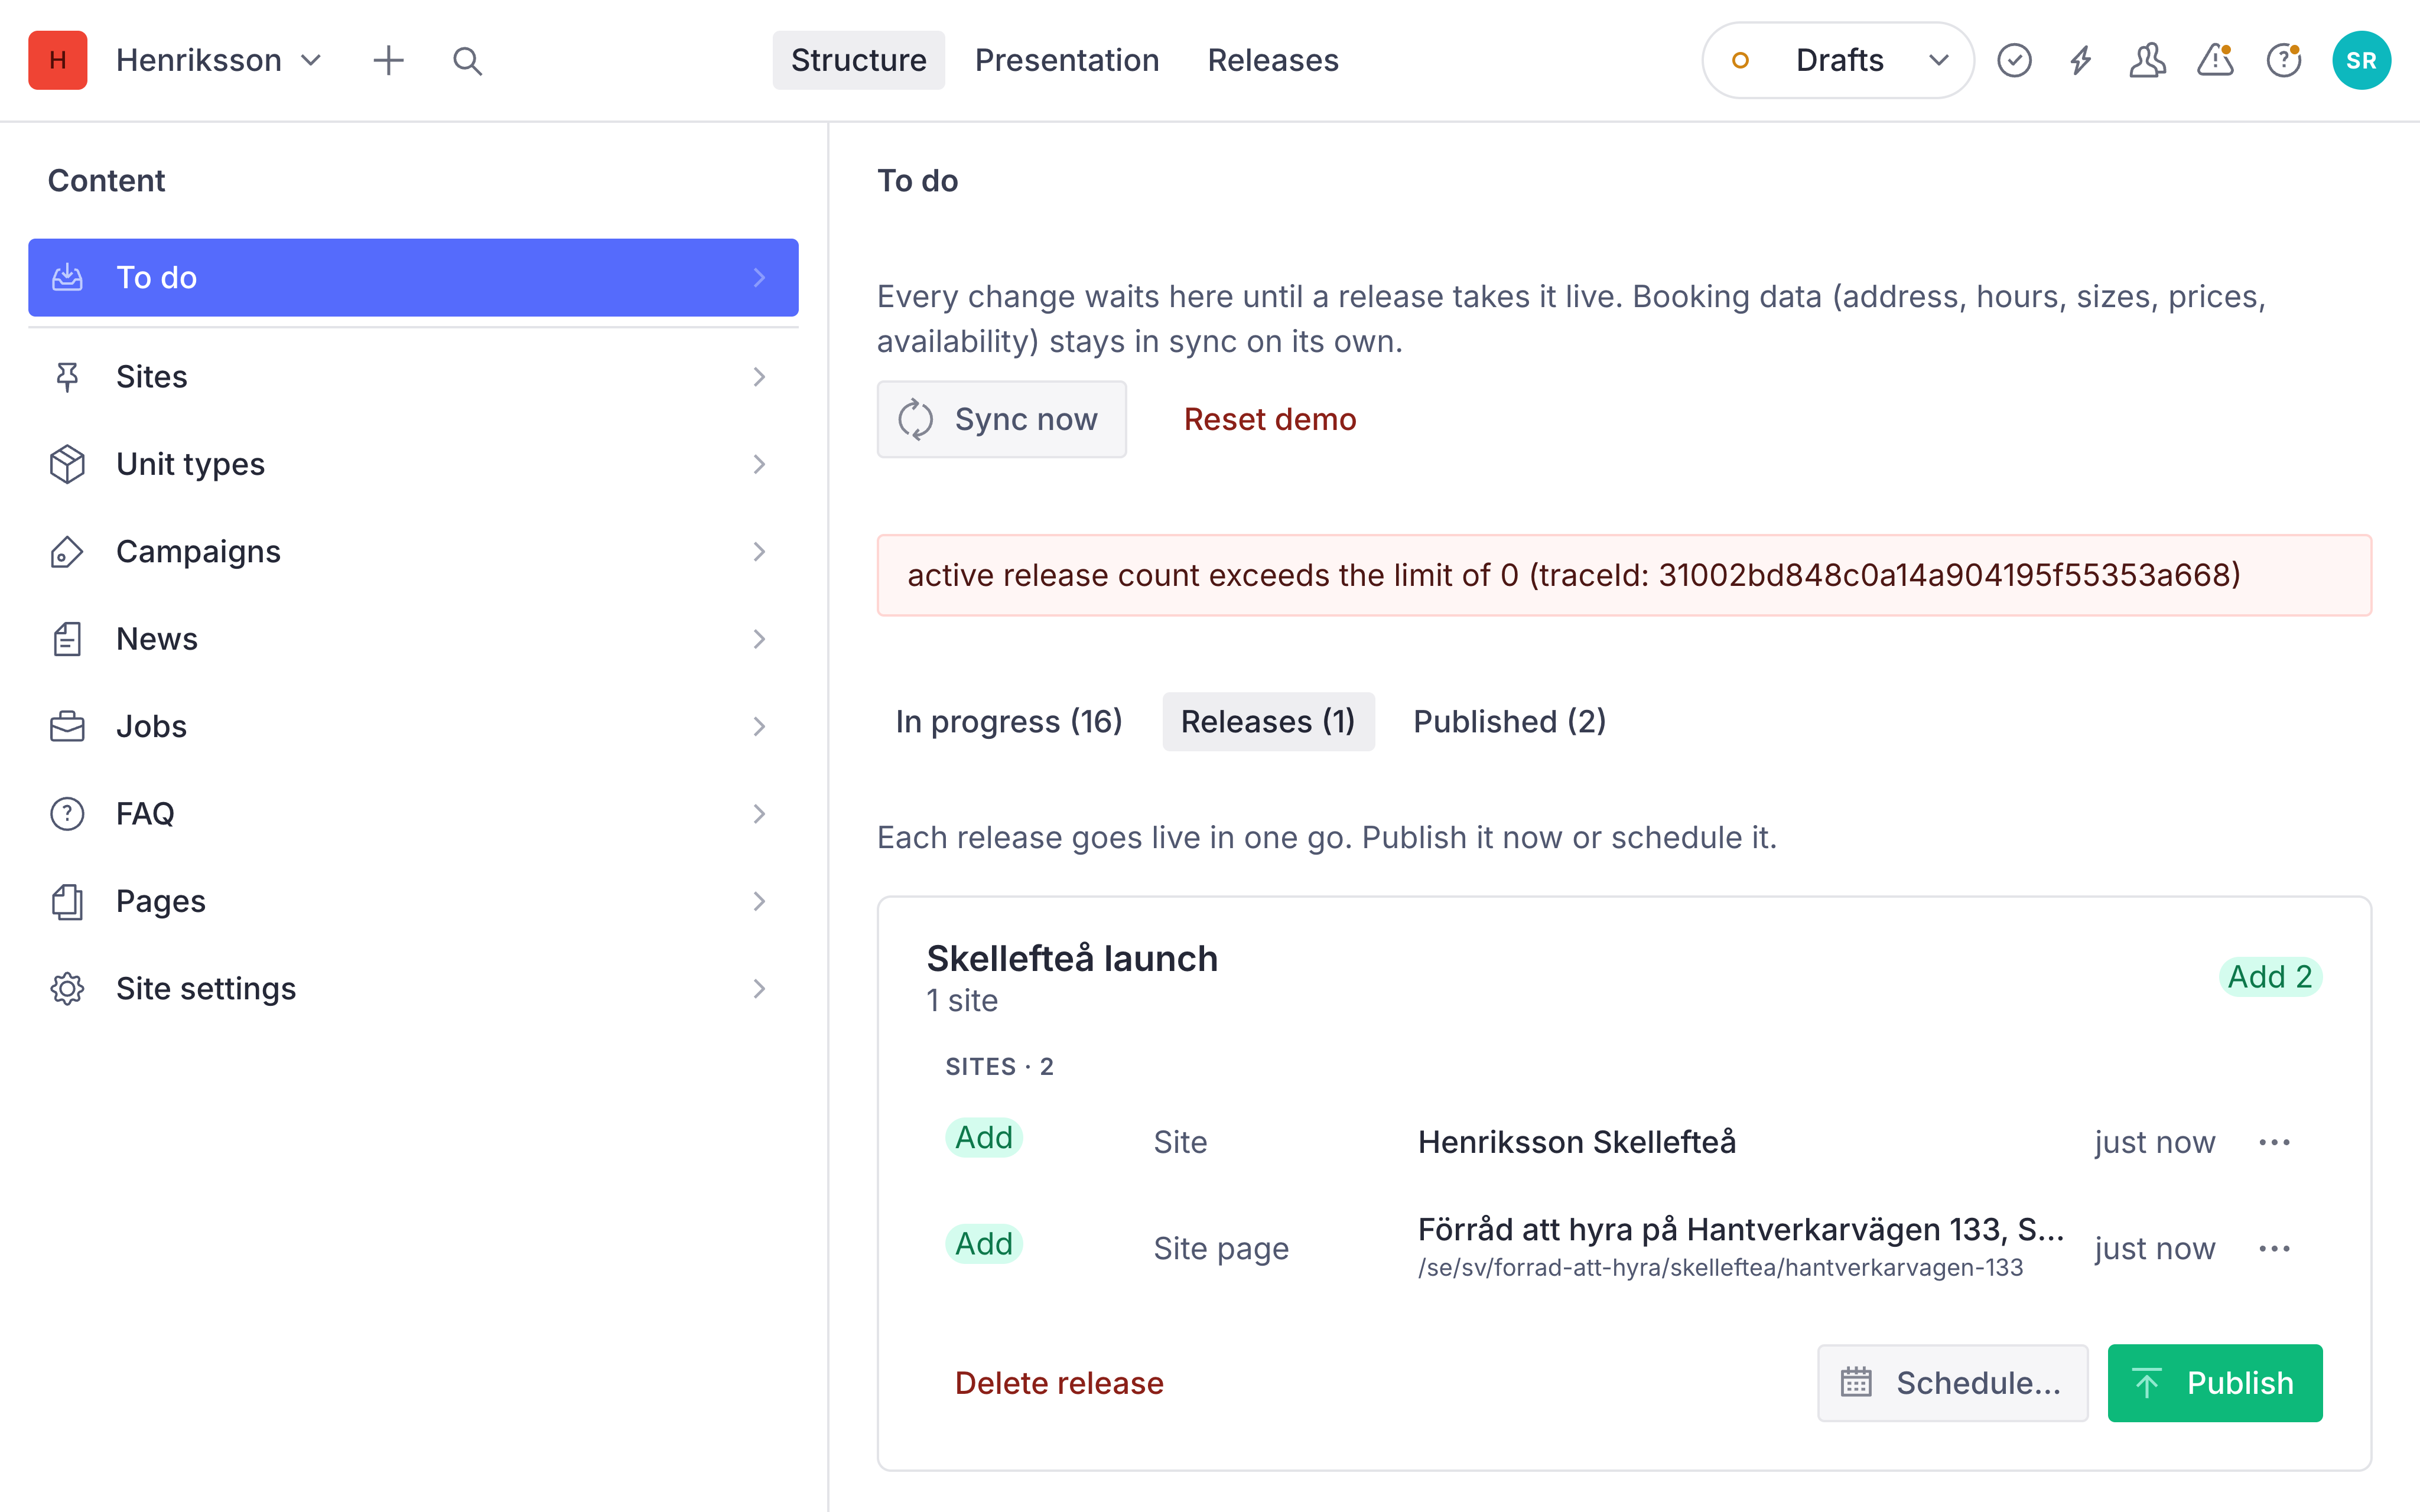 H
Henriksson
Structure
Presentation
Releases
Drafts
SR
Content
To do
Sites
Unit types
Campaigns
News
Jobs
FAQ
Pages
Site settings
To do
Every change waits here until a release takes it live. Booking data (address, hours, sizes, prices,
availability) stays in sync on its own.
Sync now
Reset demo
active release count exceeds the limit of 0 (traceId: 31002bd848c0a14a904195f55353a668)
In progress (16)
Releases (1)
Published (2)
Each release goes live in one go. Publish it now or schedule it.
Skellefteå launch
Add 2
1 site
SITES · 2
Add Site Henriksson Skellefteå just now
Add Site page Förråd att hyra på Hantverkarvägen 133, S... just now
/se/sv/forrad-att-hyra/skelleftea/hantverkarvagen-133
Delete release
Schedule...
Publish